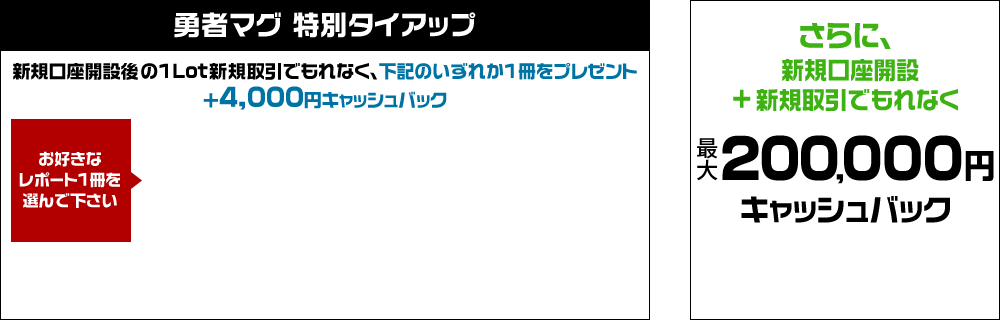 勇者マグ 特別タイアップ
新規口座開設後の1Lot新規取引でもれなく、下記のいずれか1冊をプレゼント
+4,000円キャッシュバック
お好きな
レポート1冊を
選んで下さい
さらに、
新規口座開設
+新規取引でもれなく
最大200,000円
キャッシュバック